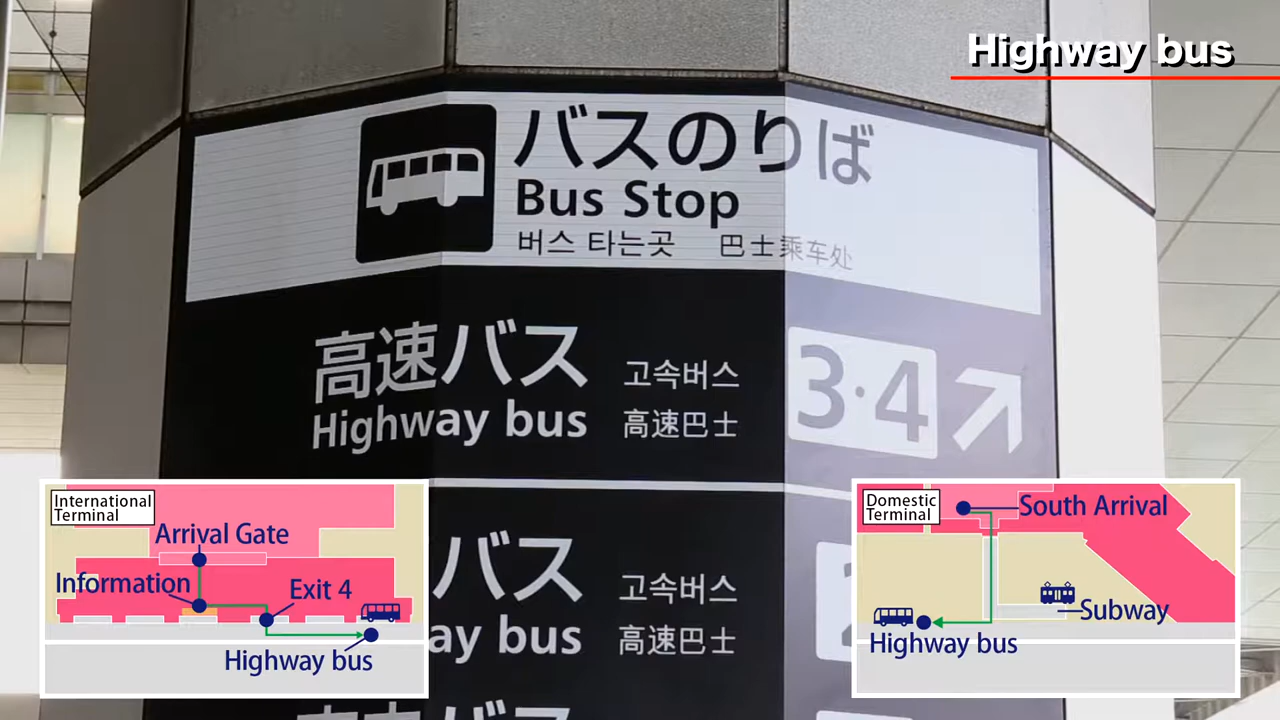 Highway bus
バスのりば
Bus Stop
버스 타는곳 巴士乘车处
高速バス 고속버스 3·4
Highway bus 高速巴士
バス 고속버스
ay bus 高速巴士
International
Terminal
Arrival Gate
Information
Exit 4
Highway bus
Domestic
Terminal
South Arrival
Subway
Highway bus